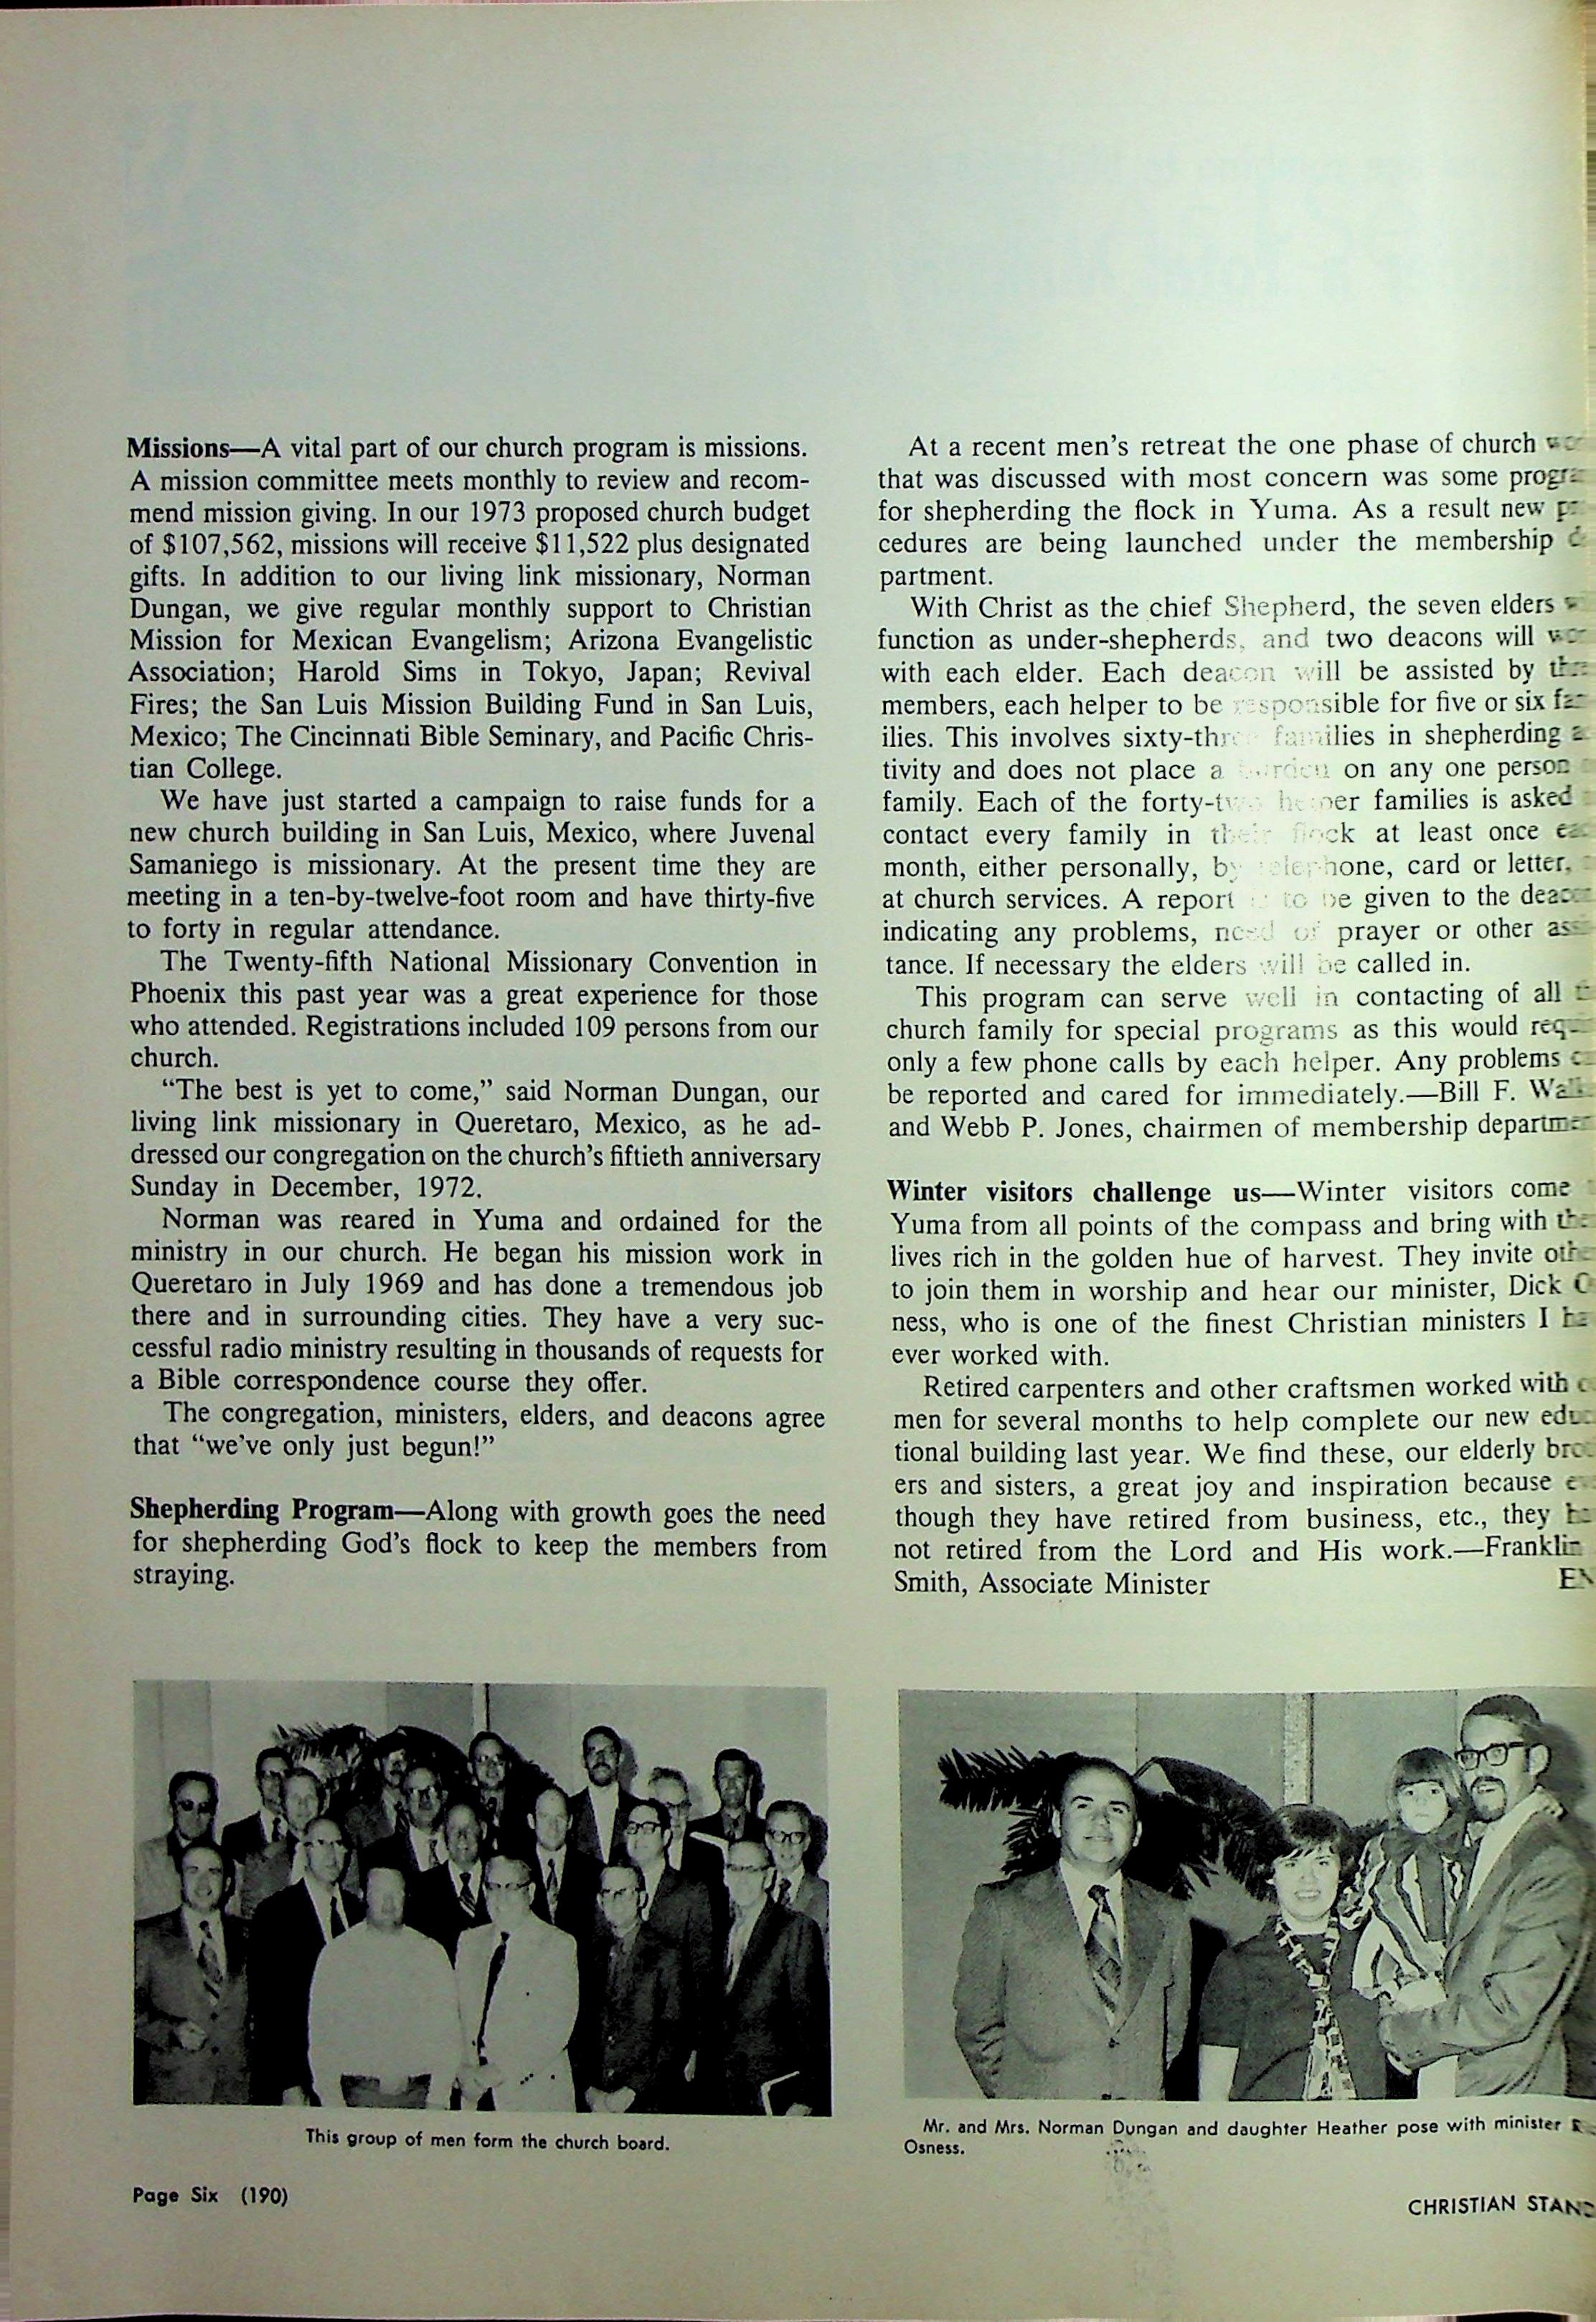 Missions—A vital part of our church program is missions.
A mission committee meets monthly to review and recom-
mend mission giving. In our 1973 proposed church budget
of $107,562, missions will receive $11,522 plus designated
gifts. In addition to our living link missionary, Norman
Dungan, we give regular monthly support to Christian
Mission for Mexican Evangelism; Arizona Evangelistic
Association; Harold Sims in Tokyo, Japan; Revival
Fires; the San Luis Mission Building Fund in San Luis,
Mexico; The Cincinnati Bible Seminary, and Pacific Chris-
tian College.
We have just started a campaign to raise funds for a
new church building in San Luis, Mexico, where Juvenal
Samaniego is missionary. At the present time they are
meeting in a ten-by-twelve-foot room and have thirty-five
to forty in regular attendance.
The Twenty-fifth National Missionary Convention in
Phoenix this past year was a great experience for those
who attended. Registrations included 109 persons from our
church.
“The best is yet to come,” said Norman Dungan, our
living link missionary in Queretaro, Mexico, as he ad-
dressed our congregation on the church’s fiftieth anniversary
Sunday in December, 1972.
Norman was reared in Yuma and ordained for the
ministry in our church. He began his mission work in
Queretaro in July 1969 and has done a tremendous job
there and in surrounding cities. They have a very suc-
cessful radio ministry resulting in thousands of requests for
a Bible correspondence course they offer.
The congregation, ministers, elders, and deacons agree
that “we’ve only just begun!”
Shepherding Program—Along with growth goes the need
for shepherding God’s flock to keep the members from
straying.
At a recent men’s retreat the one phase of church
that was discussed with most concern was some
for shepherding the flock in Yuma. As a result new
cedures are being launched under the membership
partment.
With Christ as the chief Shepherd, the seven elders
function as under-shepherds, and two deacons will
with each elder. Each deacon will be assisted by
members, each helper to be responsible for five or six
ilies. This involves sixty-three families in shepherding
tivity and does not place a burden on any one person
family. Each of the forty-two helper families is asked
contact every family in their flock at least once
month, either personally, by telephone, card or letter,
at church services. A report is to be given to the
indicating any problems, need of prayer or other
tance. If necessary the elders will be called in.
This program can serve well in contacting of all
church family for special programs as this would
only a few phone calls by each helper. Any problems
be reported and cared for immediately.—Bill F.
and Webb P. Jones, chairmen of membership
Winter visitors challenge us—Winter visitors come
Yuma from all points of the compass and bring with
lives rich in the golden hue of harvest. They invite
to join them in worship and hear our minister, Dick
ness, who is one of the finest Christian ministers I
ever worked with.
Retired carpenters and other craftsmen worked with
men for several months to help complete our new
tional building last year. We find these, our elderly
ers and sisters, a great joy and inspiration because
though they have retired from business, etc., they
not retired from the Lord and His work.—Franklin
Smith, Associate Minister
This group of men form the church board.
Mr. and Mrs. Norman Dungan and daughter Heather pose with minister
Osness.
Page Six (190)
CHRISTIAN